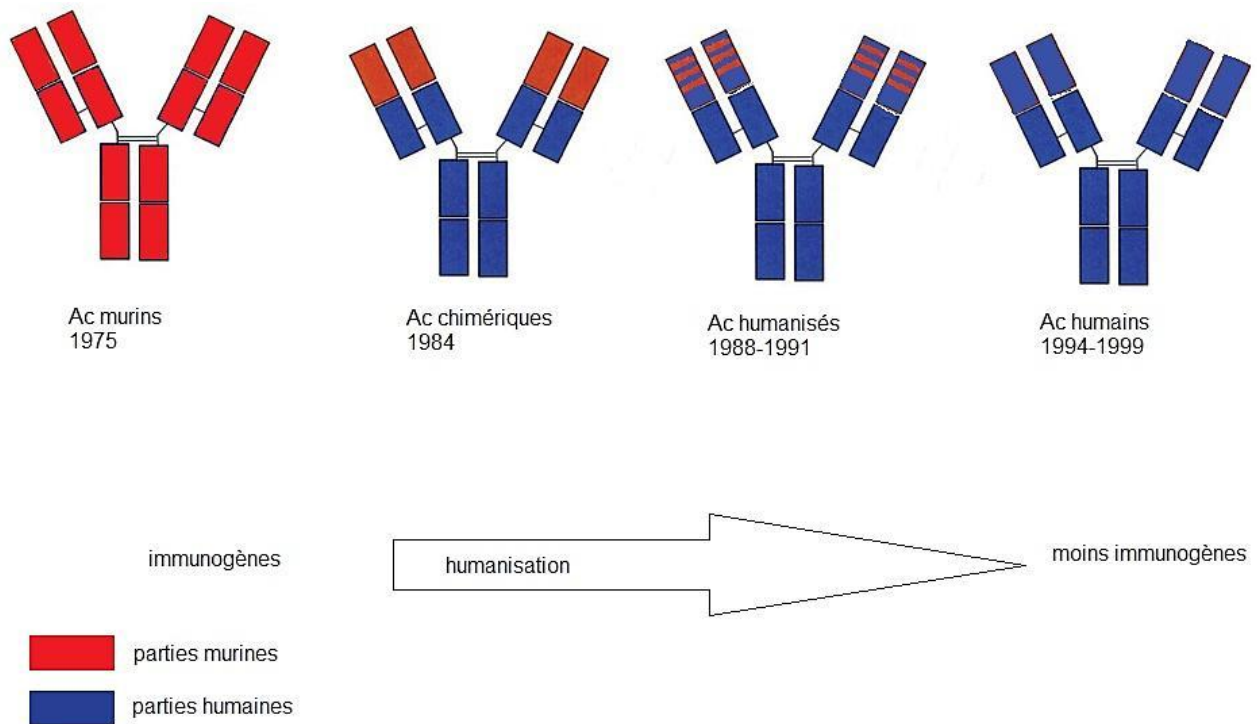 Ac murins
1975
Ac chimériques
1984
Ac humanisés
1988-1991
Ac humains
1994-1999
immunogènes
humanisation
moins immunogènes
parties murines
parties humaines